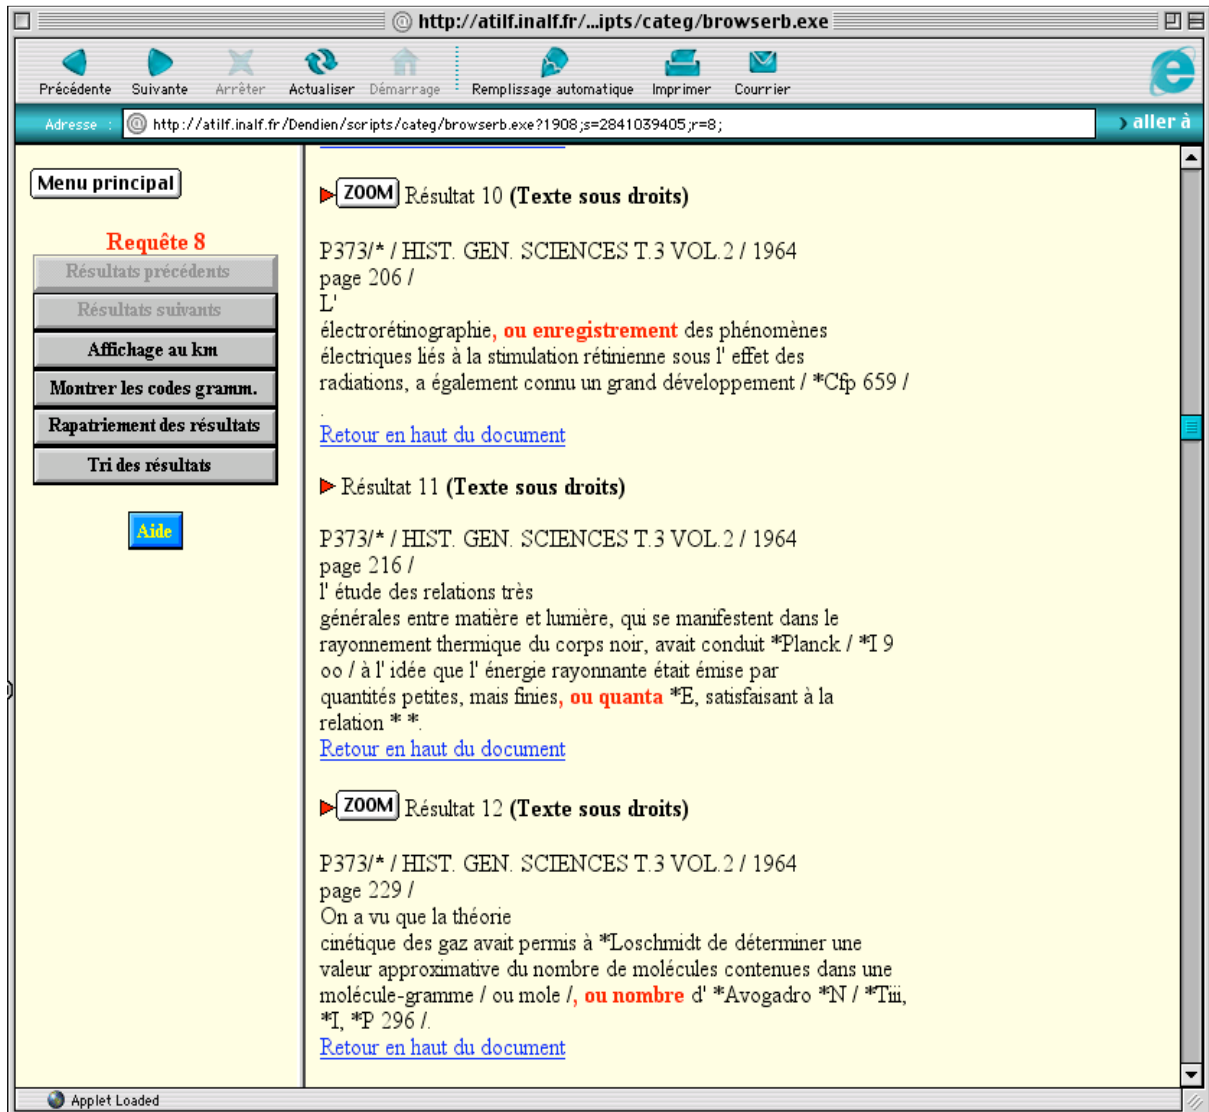 http://atilf.inalf.fr/...ipts/categ/browserb.exe
Précédente Suivante Arrêter Actualiser Démarrage Remplissage automatique Imprimer Courrier
Adresse : http://atilf.inalf.fr/Dendien/scripts/categ/browserb.exe?1908;s=2841039405;r=8; aller à
Menu principal
Requête 8
Résultats précédents
Résultats suivants
Affichage au km
Montrer les codes gramm.
Rapatriement des résultats
Tri des résultats
Aide
ZOOM Résultat 10 (Texte sous droits)
P373/* / HIST. GEN. SCIENCES T.3 VOL.2 / 1964
page 206 /
L'
électrorétinographie, ou enregistrement des phénomènes
électriques liés à la stimulation rétinienne sous l' effet des
radiations, a également connu un grand développement / *Cfp 659 /
.
Retour en haut du document
Résultat 11 (Texte sous droits)
P373/* / HIST. GEN. SCIENCES T.3 VOL.2 / 1964
page 216 /
l' étude des relations très
générales entre matière et lumière, qui se manifestent dans le
rayonnement thermique du corps noir, avait conduit *Planck / *I 9
oo / à l' idée que l' énergie rayonnante était émise par
quantités petites, mais finies, ou quanta *E, satisfaisant à la
relation * *.
Retour en haut du document
ZOOM Résultat 12 (Texte sous droits)
P373/* / HIST. GEN. SCIENCES T.3 VOL.2 / 1964
page 229 /
On a vu que la théorie
cinétique des gaz avait permis à *Loschmidt de déterminer une
valeur approximative du nombre de molécules contenues dans une
molécule-gramme / ou mole /, ou nombre d' *Avogadro *N / *Tiii,
*I, *P 296 /.
Retour en haut du document
Applet Loaded